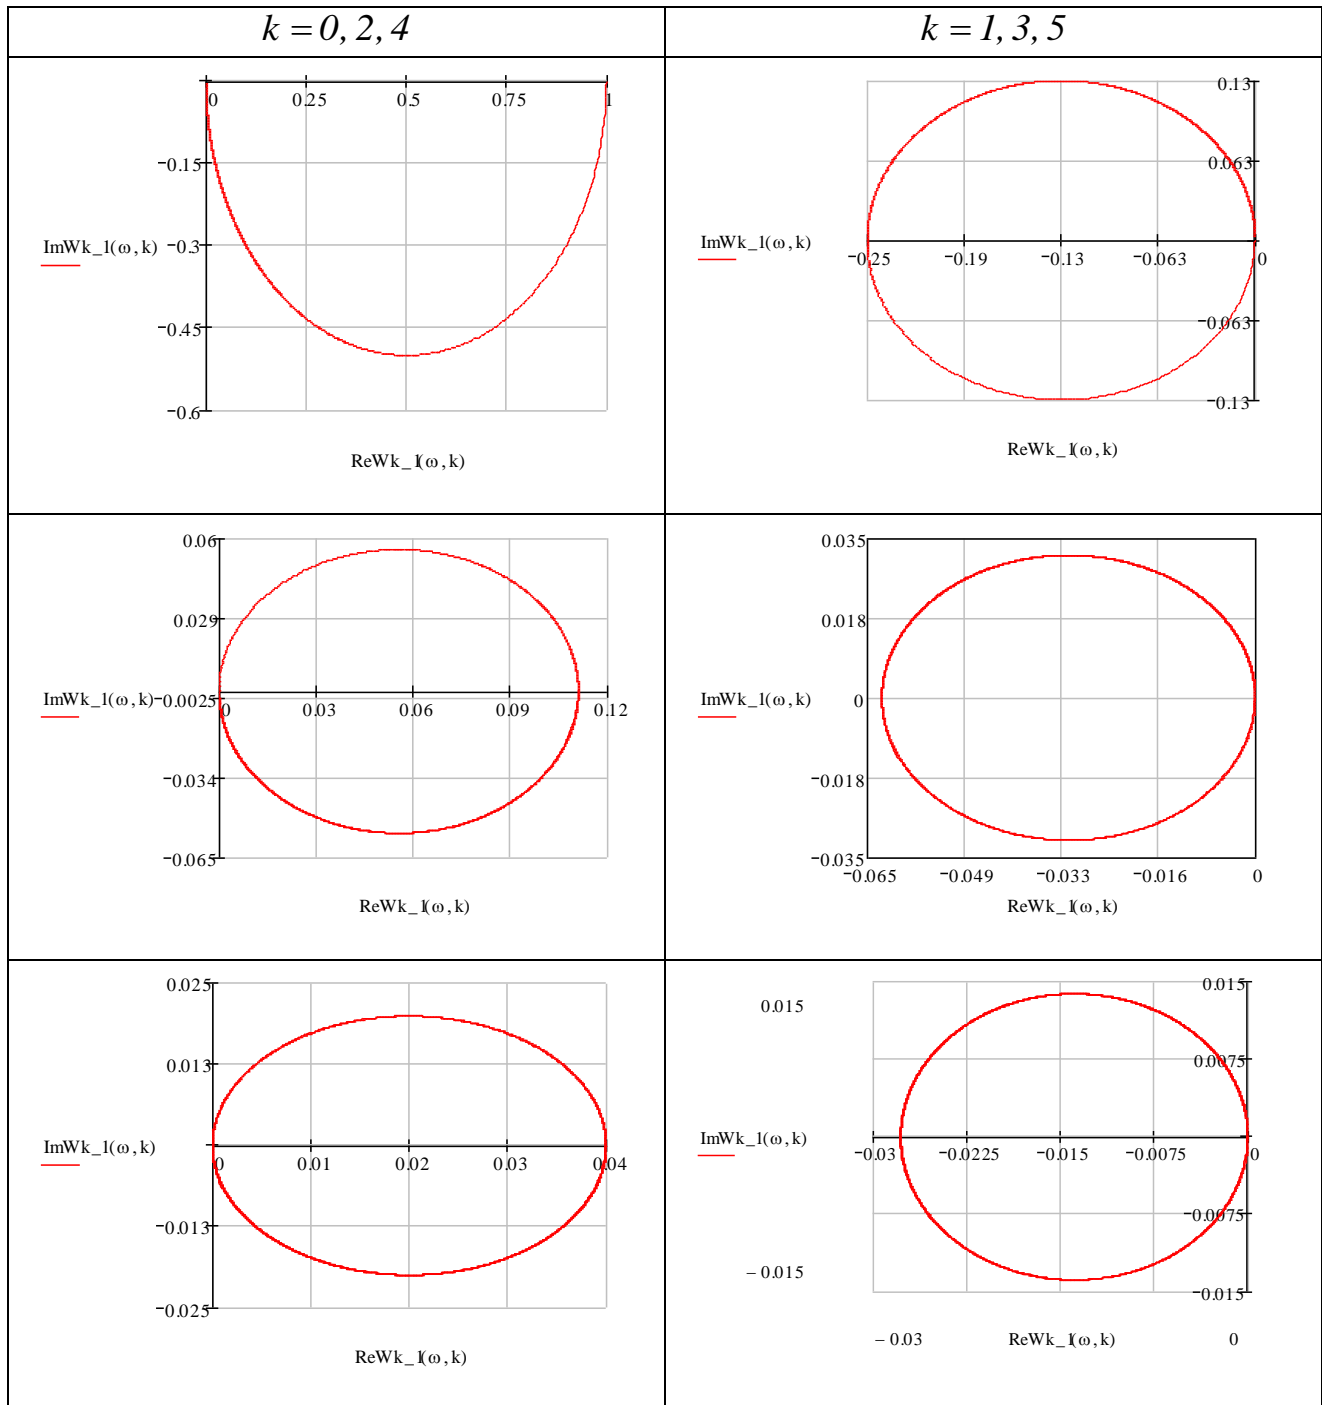 k = 0, 2, 4
k = 1, 3, 5
0 0.25 0.5 0.75 1
−0.15
ImWk_1(ω,k) −0.3
−0.45
−0.6
ReWk_1(ω,k)
0.13
0.063
ImWk_1(ω,k)
−0.25 −0.19 −0.13 −0.063 0
−0.063
−0.13
ReWk_1(ω,k)
0.06
0.029
ImWk_1(ω,k) −0.0025
0 0.03 0.06 0.09 0.12
−0.034
−0.065
ReWk_1(ω,k)
0.035
0.018
ImWk_1(ω,k) 0
−0.018
−0.035
−0.065 −0.049 −0.033 −0.016 0
ReWk_1(ω,k)
0.025
0.013
ImWk_1(ω,k)
0 0.01 0.02 0.03 0.04
−0.013
−0.025
ReWk_1(ω,k)
0.015
0.015
0.0075
ImWk_1(ω,k)
−0.03 −0.0225 −0.015 −0.0075 0
−0.0075
−0.015
−0.015
−0.03 ReWk_1(ω,k) 0